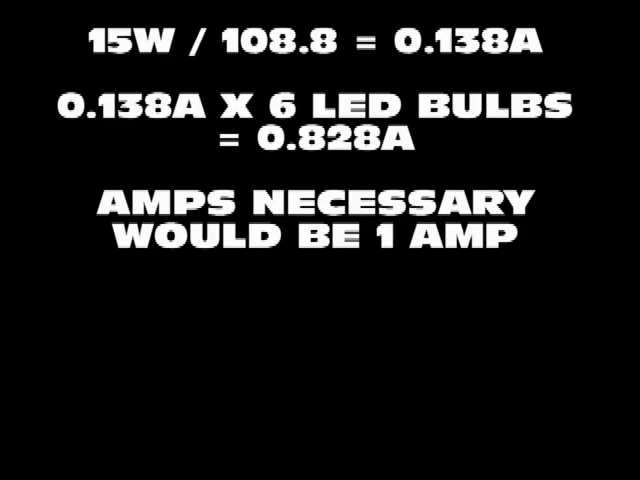 15W / 108.8 = 0.138A
0.138A X 6 LED BULBS
= 0.828A
AMPS NECESSARY
WOULD BE 1 AMP